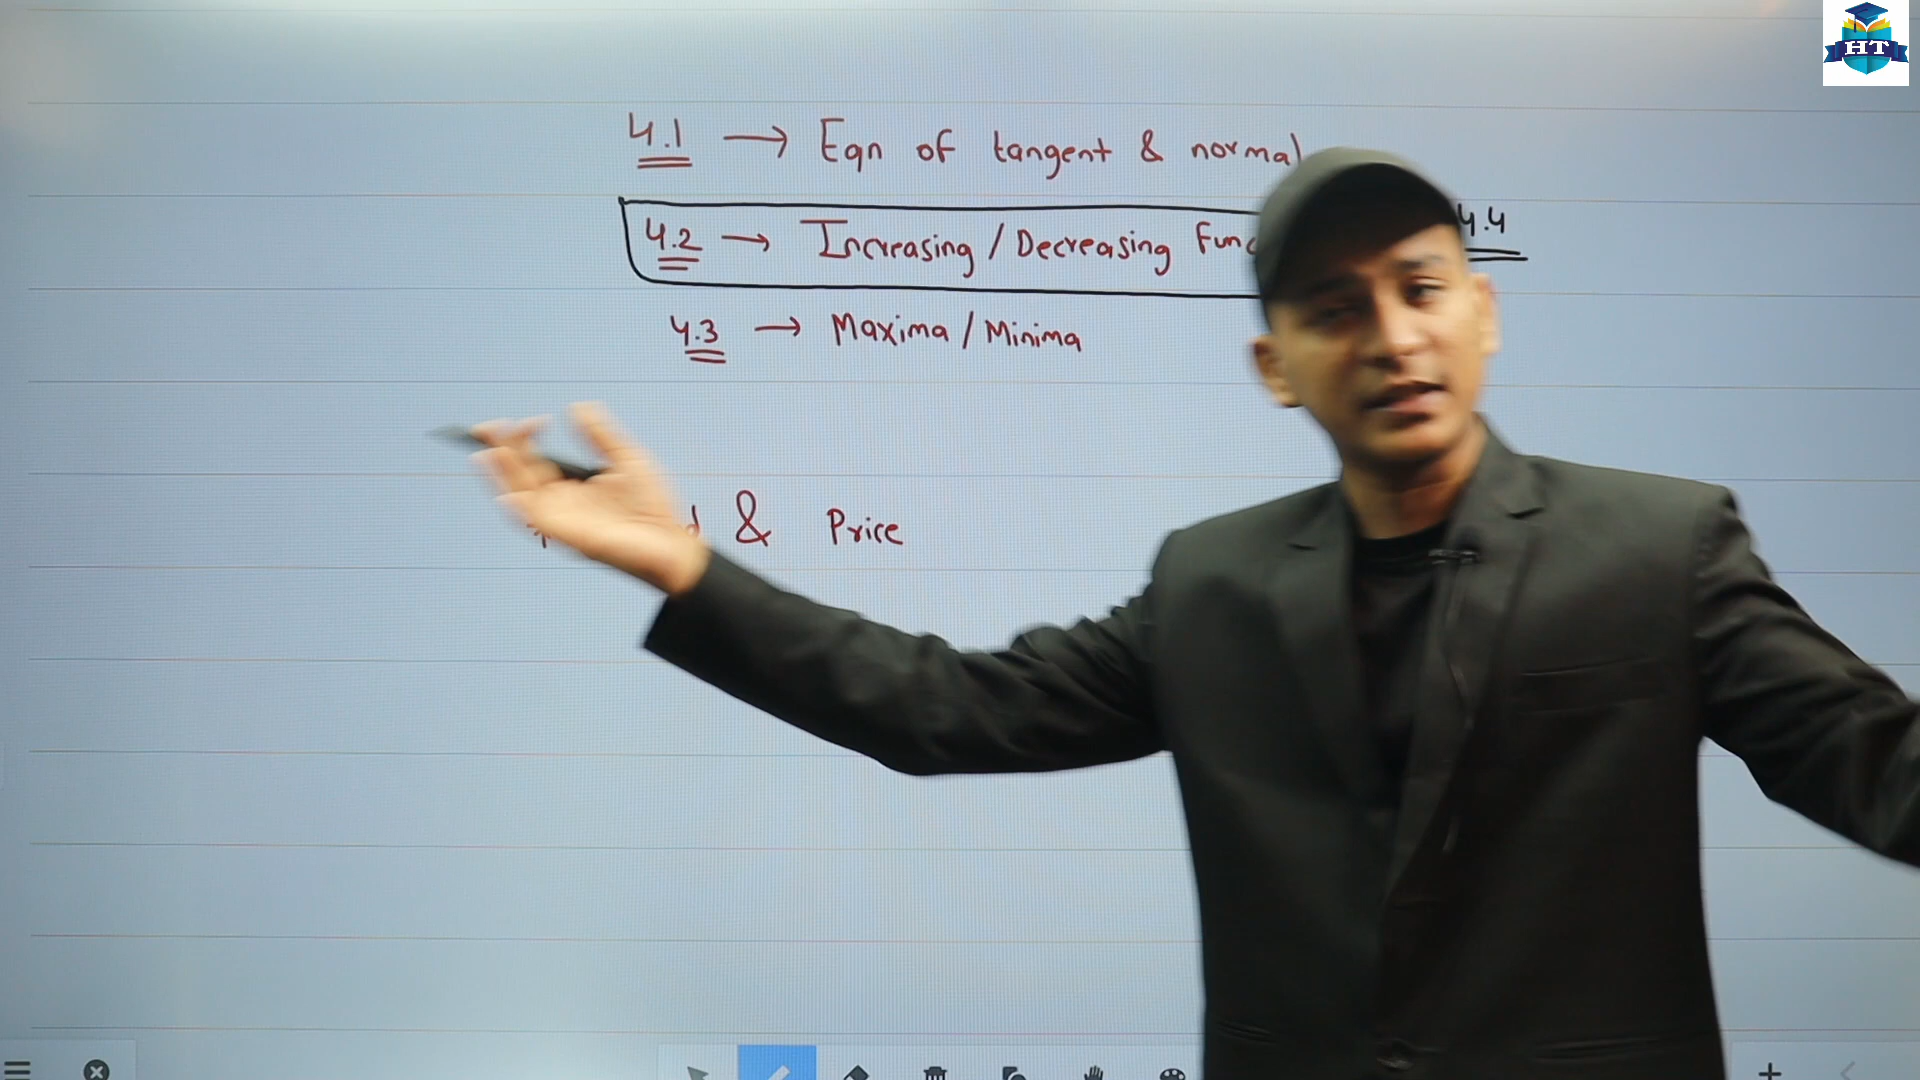 HT
4.1 → Eqn of tangent & normal
4.2 → Increasing / Decreasing Func 4.4
4.3 → Maxima / Minima
& Price